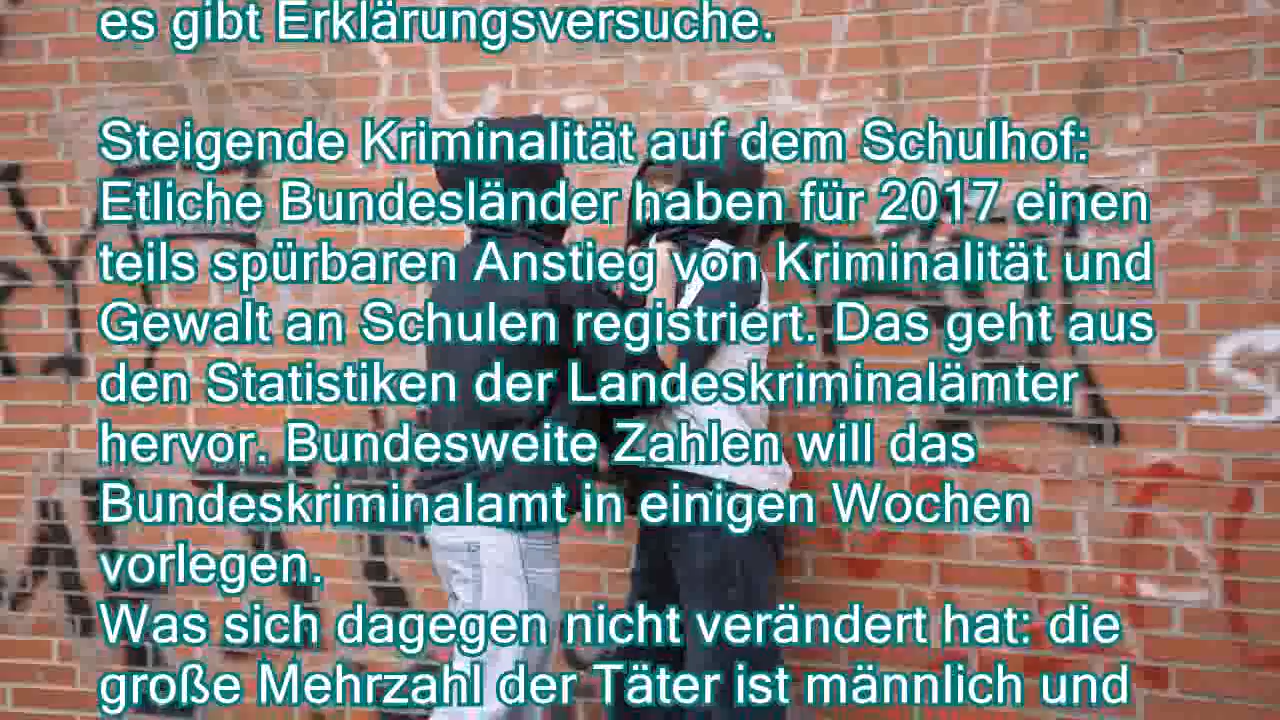 es gibt Erklärungsversuche.
Steigende Kriminalität auf dem Schulhof:
Etliche Bundesländer haben für 2017 einen
teils spürbaren Anstieg von Kriminalität und
Gewalt an Schulen registriert. Das geht aus
den Statistiken der Landeskriminalämter
hervor. Bundesweite Zahlen will das
Bundeskriminalamt in einigen Wochen
vorlegen.
Was sich dagegen nicht verändert hat: die
große Mehrzahl der Täter ist männlich und